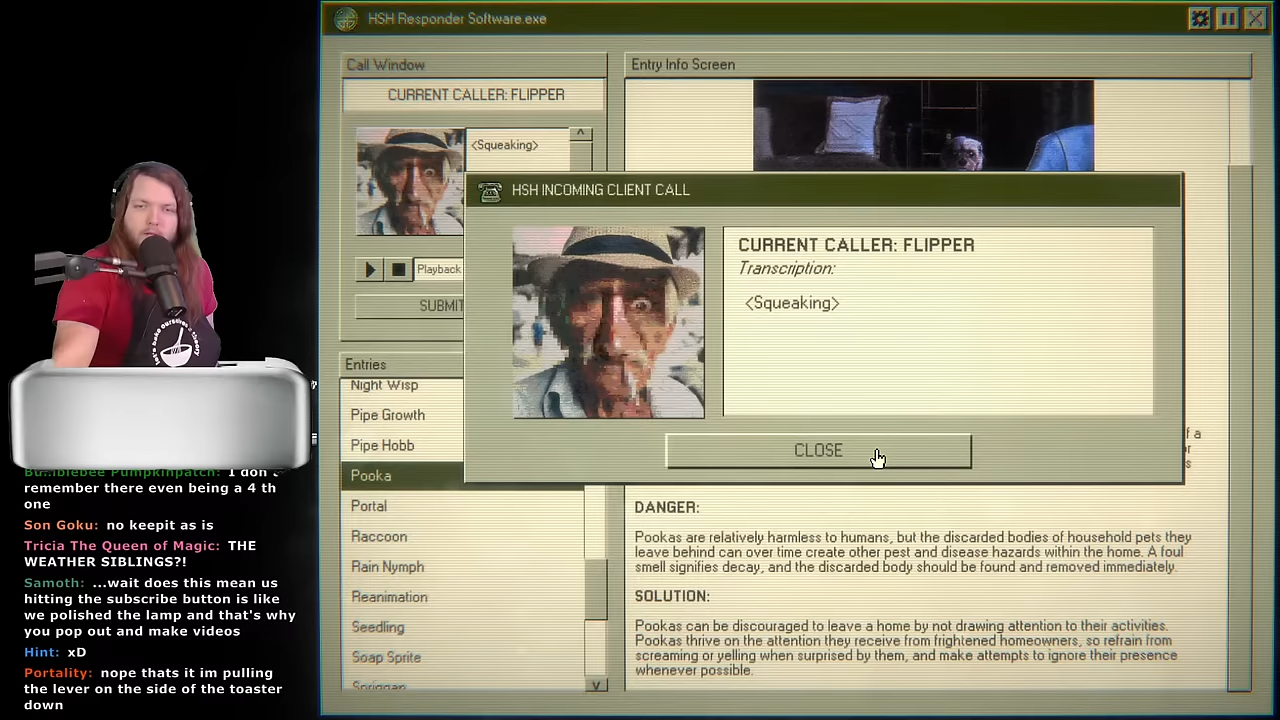 HSH Responder Software.exe
Call Window
CURRENT CALLER: FLIPPER
<Squeaking>
Playback
SUBMIT
Entries
Night Wisp
Pipe Growth
Pipe Hobb
Pooka
Portal
Raccoon
Rain Nymph
Reanimation
Seedling
Soap Sprite
Spriggan
Entry Info Screen
HSH INCOMING CLIENT CALL
CURRENT CALLER: FLIPPER
Transcription:
<Squeaking>
CLOSE
f a
DANGER:
Pookas are relatively harmless to humans, but the discarded bodies of household pets they
leave behind can over time create other pest and disease hazards within the home. A foul
smell signifies decay, and the discarded body should be found and removed immediately.
SOLUTION:
Pookas can be discouraged to leave a home by not drawing attention to their activities.
Pookas thrive on the attention they receive from frightened homeowners, so refrain from
screaming or yelling when surprised by them, and make attempts to ignore their presence
whenever possible.
Bumblebee Pumpkinpatch: I don
remember there even being a 4 th
one
Son Goku: no keepit as is
Tricia The Queen of Magic: THE
WEATHER SIBLINGS?!
Samoth: ...wait does this mean us
hitting the subscribe button is like
we polished the lamp and that's why
you pop out and make videos
Hint: xD
Portality: nope thats it im pulling
the lever on the side of the toaster
down